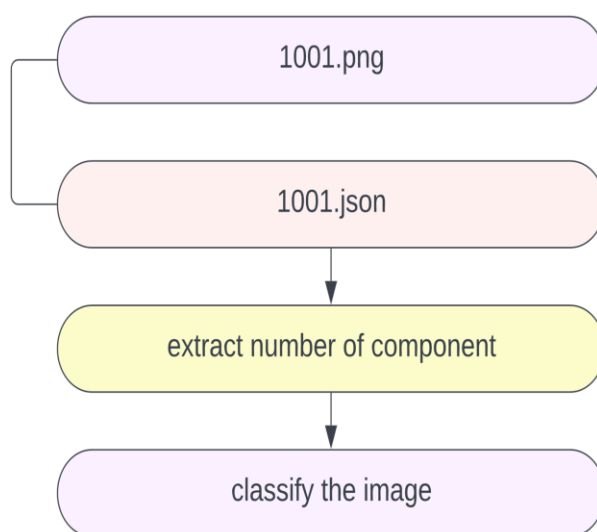 1001.png
1001.json
extract number of component
classify the image